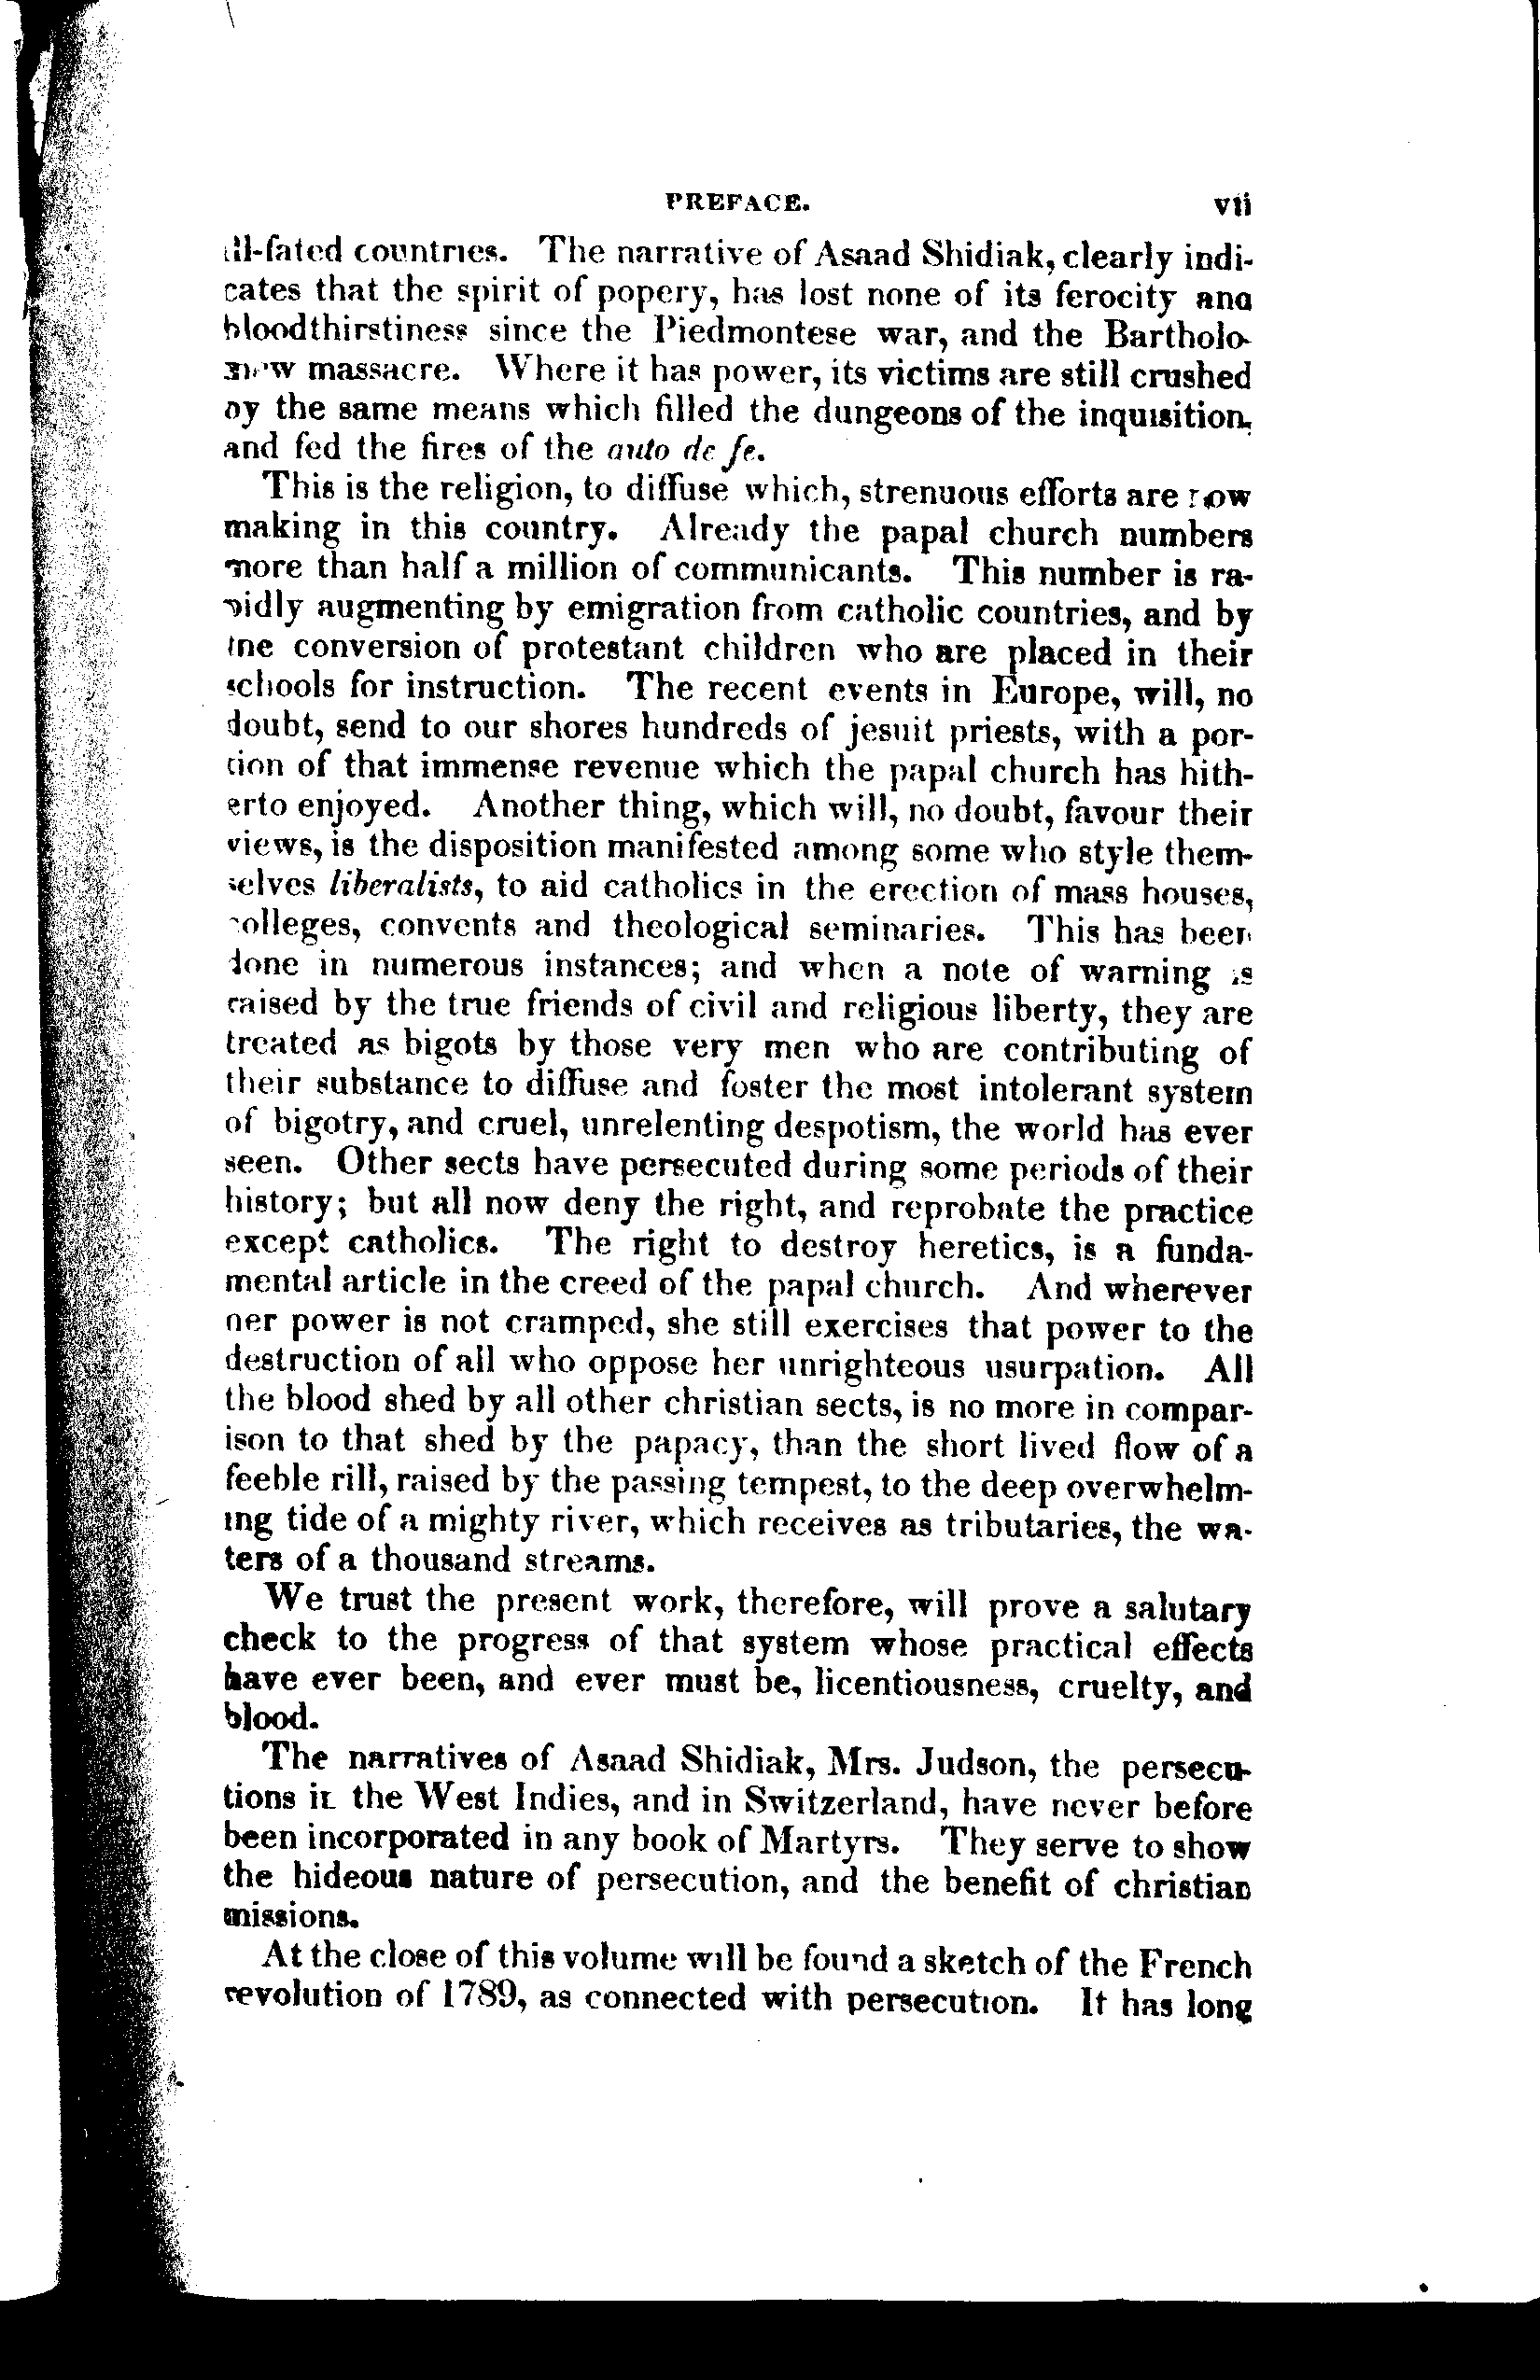 PREFACE. vii
ill-fated countries. The narrative of Asaad Shidiak, clearly indi-
cates that the spirit of popery, has lost none of its ferocity and
bloodthirstiness since the Piedmontese war, and the Bartholo-
mew massacre. Where it has power, its victims are still crushed
by the same means which filled the dungeons of the inquisition,
and fed the fires of the auto de fe.
This is the religion, to diffuse which, strenuous efforts are now
making in this country. Already the papal church numbers
more than half a million of communicants. This number is ra-
pidly augmenting by emigration from catholic countries, and by
the conversion of protestant children who are placed in their
schools for instruction. The recent events in Europe, will, no
doubt, send to our shores hundreds of jesuit priests, with a por-
tion of that immense revenue which the papal church has hith-
erto enjoyed. Another thing, which will, no doubt, favour their
views, is the disposition manifested among some who style them-
selves liberalists, to aid catholics in the erection of mass houses,
colleges, convents and theological seminaries. This has been
done in numerous instances; and when a note of warning is
raised by the true friends of civil and religious liberty, they are
treated as bigots by those very men who are contributing of
their substance to diffuse and foster the most intolerant system
of bigotry, and cruel, unrelenting despotism, the world has ever
seen. Other sects have persecuted during some periods of their
history; but all now deny the right, and reprobate the practice
except catholics. The right to destroy heretics, is a funda-
mental article in the creed of the papal church. And wherever
her power is not cramped, she still exercises that power to the
destruction of all who oppose her unrighteous usurpation. All
the blood shed by all other christian sects, is no more in compar-
ison to that shed by the papacy, than the short lived flow of a
feeble rill, raised by the passing tempest, to the deep overwhelm-
ing tide of a mighty river, which receives as tributaries, the wa-
ters of a thousand streams.
We trust the present work, therefore, will prove a salutary
check to the progress of that system whose practical effects
have ever been, and ever must be, licentiousness, cruelty, and
blood.
The narratives of Asaad Shidiak, Mrs. Judson, the persecu-
tions in the West Indies, and in Switzerland, have never before
been incorporated in any book of Martyrs. They serve to show
the hideous nature of persecution, and the benefit of christian
missions.
At the close of this volume will be found a sketch of the French
revolution of 1789, as connected with persecution. It has long